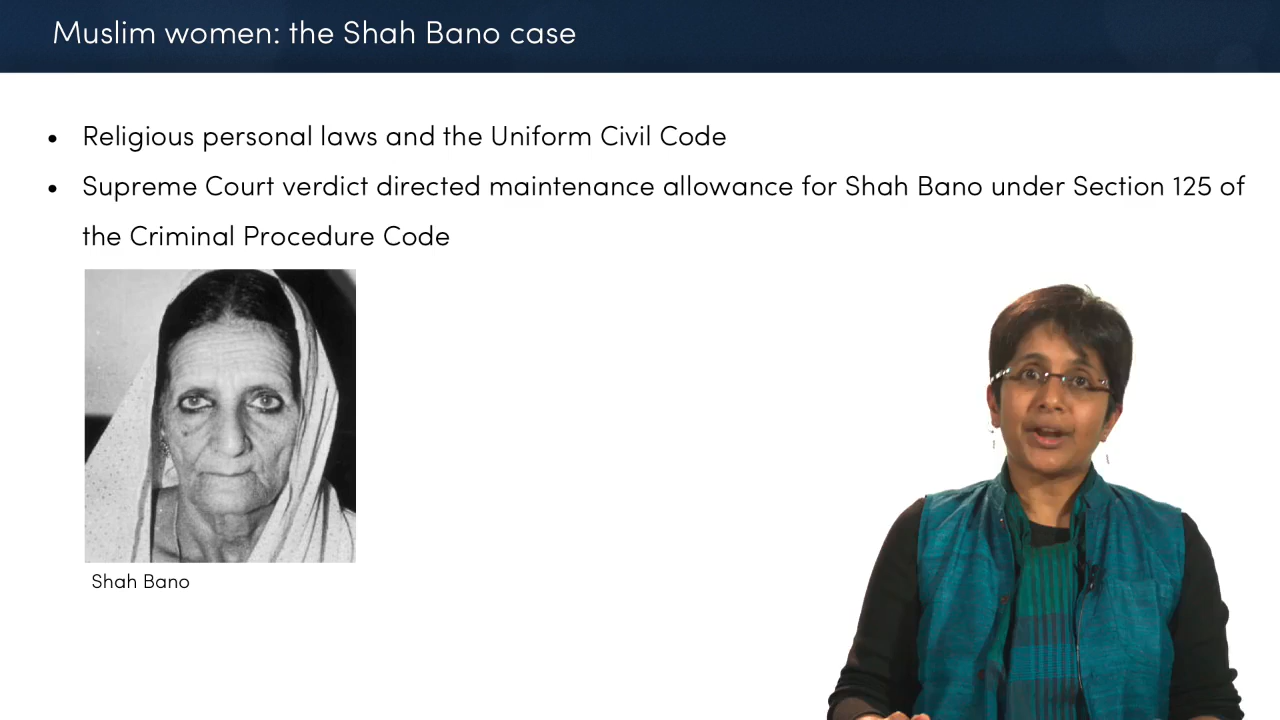 Muslim women: the Shah Bano case
• Religious personal laws and the Uniform Civil Code
• Supreme Court verdict directed maintenance allowance for Shah Bano under Section 125 of
the Criminal Procedure Code
Shah Bano